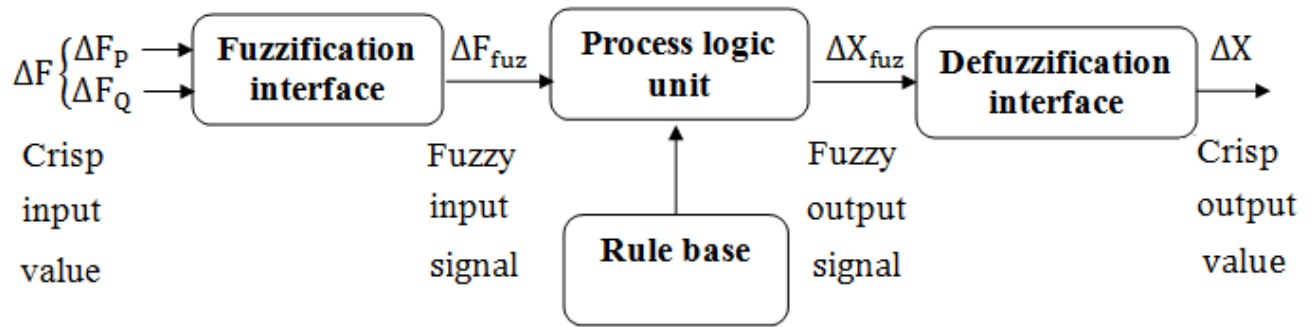 ΔF { ΔF_P
ΔF_Q
Fuzzification
interface
ΔF_fuz
Process logic
unit
ΔX_fuz
Defuzzification
interface
ΔX
Crisp
input
value
Fuzzy
input
signal
Rule base
Fuzzy
output
signal
Crisp
output
value